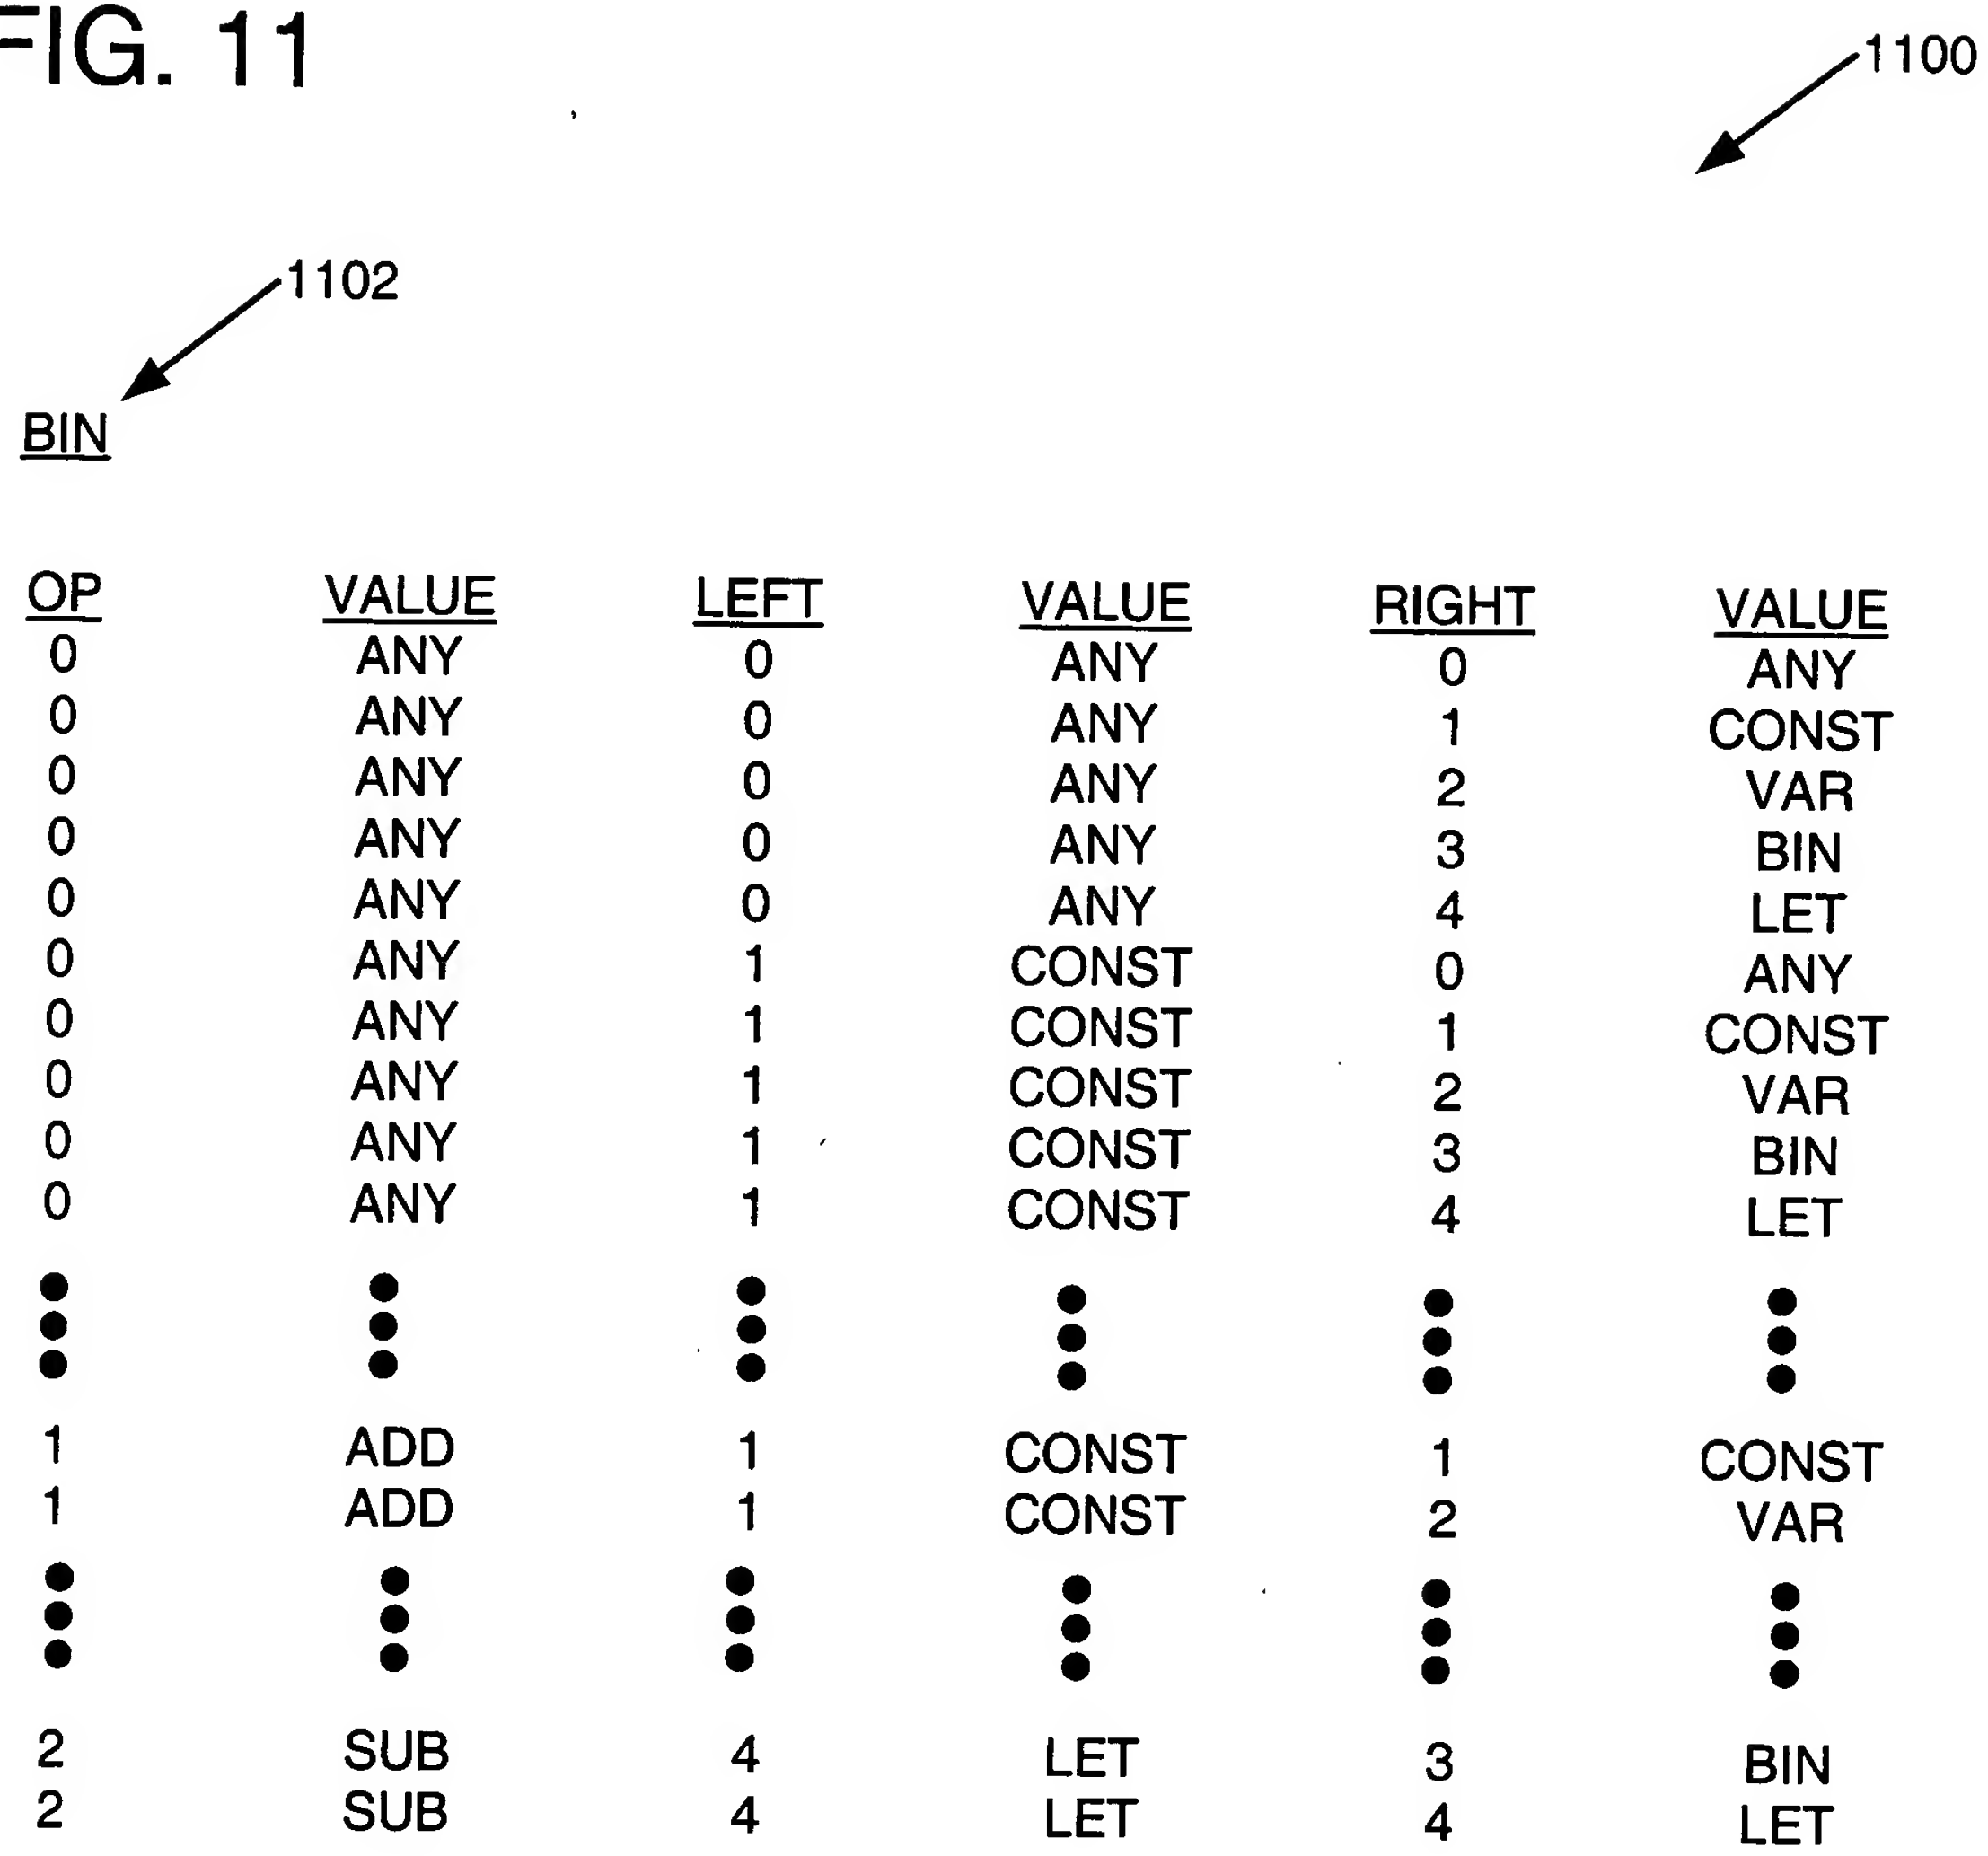 FIG. 11
1100
1102
BIN
OP VALUE LEFT VALUE RIGHT VALUE
0 ANY 0 ANY 0 ANY
0 ANY 0 ANY 1 CONST
0 ANY 0 ANY 2 VAR
0 ANY 0 ANY 3 BIN
0 ANY 0 ANY 4 LET
0 ANY 1 CONST 0 ANY
0 ANY 1 CONST 1 CONST
0 ANY 1 CONST 2 VAR
0 ANY 1 CONST 3 BIN
0 ANY 1 CONST 4 LET
1 ADD 1 CONST 1 CONST
1 ADD 1 CONST 2 VAR
2 SUB 4 LET 3 BIN
2 SUB 4 LET 4 LET